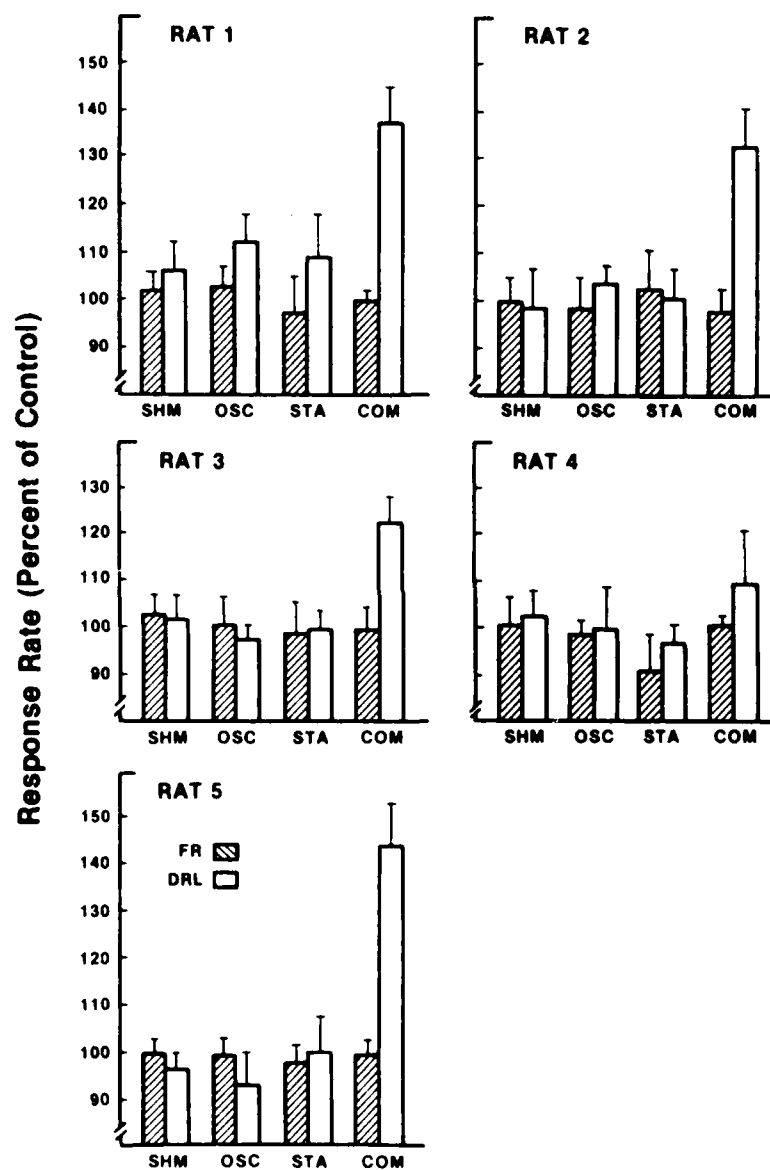 Response Rate (Percent of Control)
RAT 1
150
140
130
120
110
100
90
SHM OSC STA COM
RAT 2
SHM OSC STA COM
RAT 3
130
120
110
100
90
SHM OSC STA COM
RAT 4
SHM OSC STA COM
RAT 5
FR
DRL
150
140
130
120
110
100
90
SHM OSC STA COM